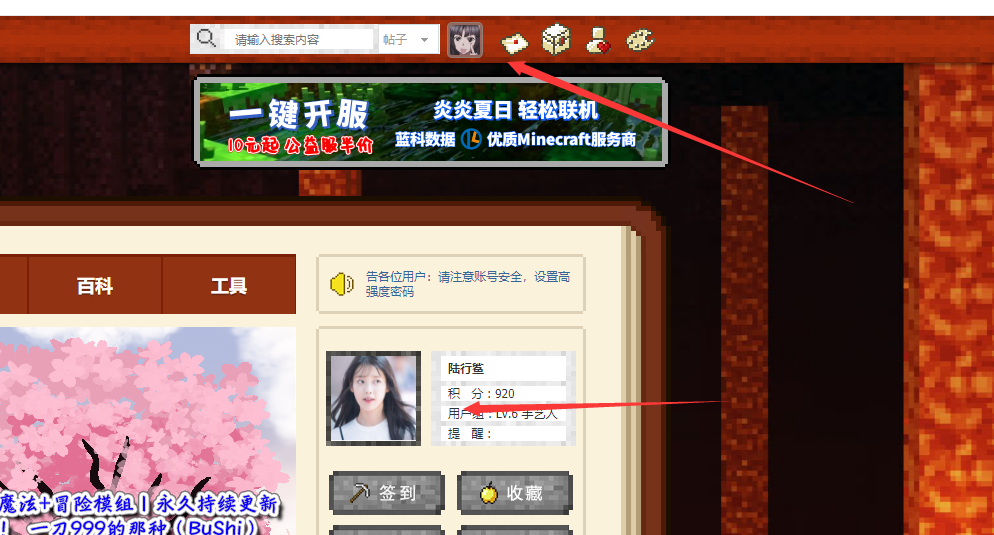 请输入搜索内容
帖子
一键开服
10元起 公益服半价
炎炎夏日 轻松联机
蓝科数据 优质Minecraft服务商
百科
工具
告各位用户：请注意账号安全，设置高
强度密码
陆行鲨
积 分：920
用户组：Lv.6 手艺人
提 醒：
签到
收藏
魔法+冒险模组丨永久持续更新
！ 一刀999的那种（BuShi）